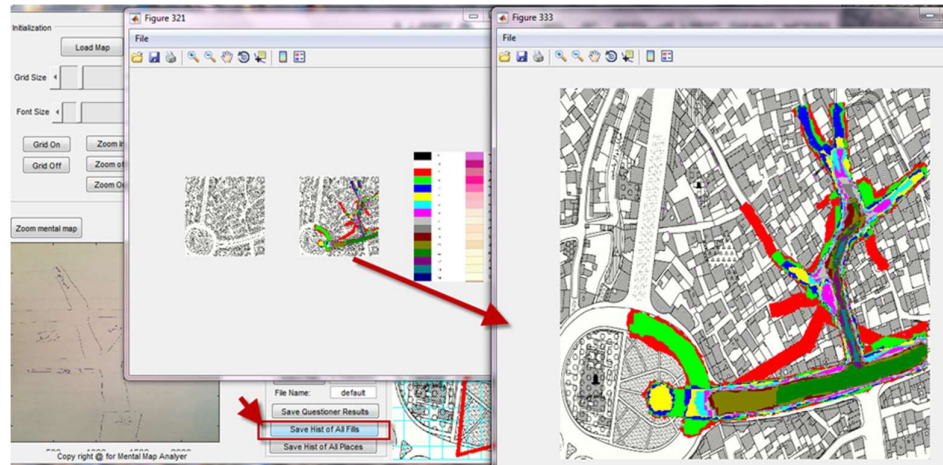 Figure 321
Figure 333
File
File
Initialization
Load Map
Grid Size
Font Size
Grid On
Grid Off
Zoom mental map
File Name:
default
Save Questioner Results
Save Hist of All Fills
Save Hist of All Places
Copy right @ for Mental Map Analyer